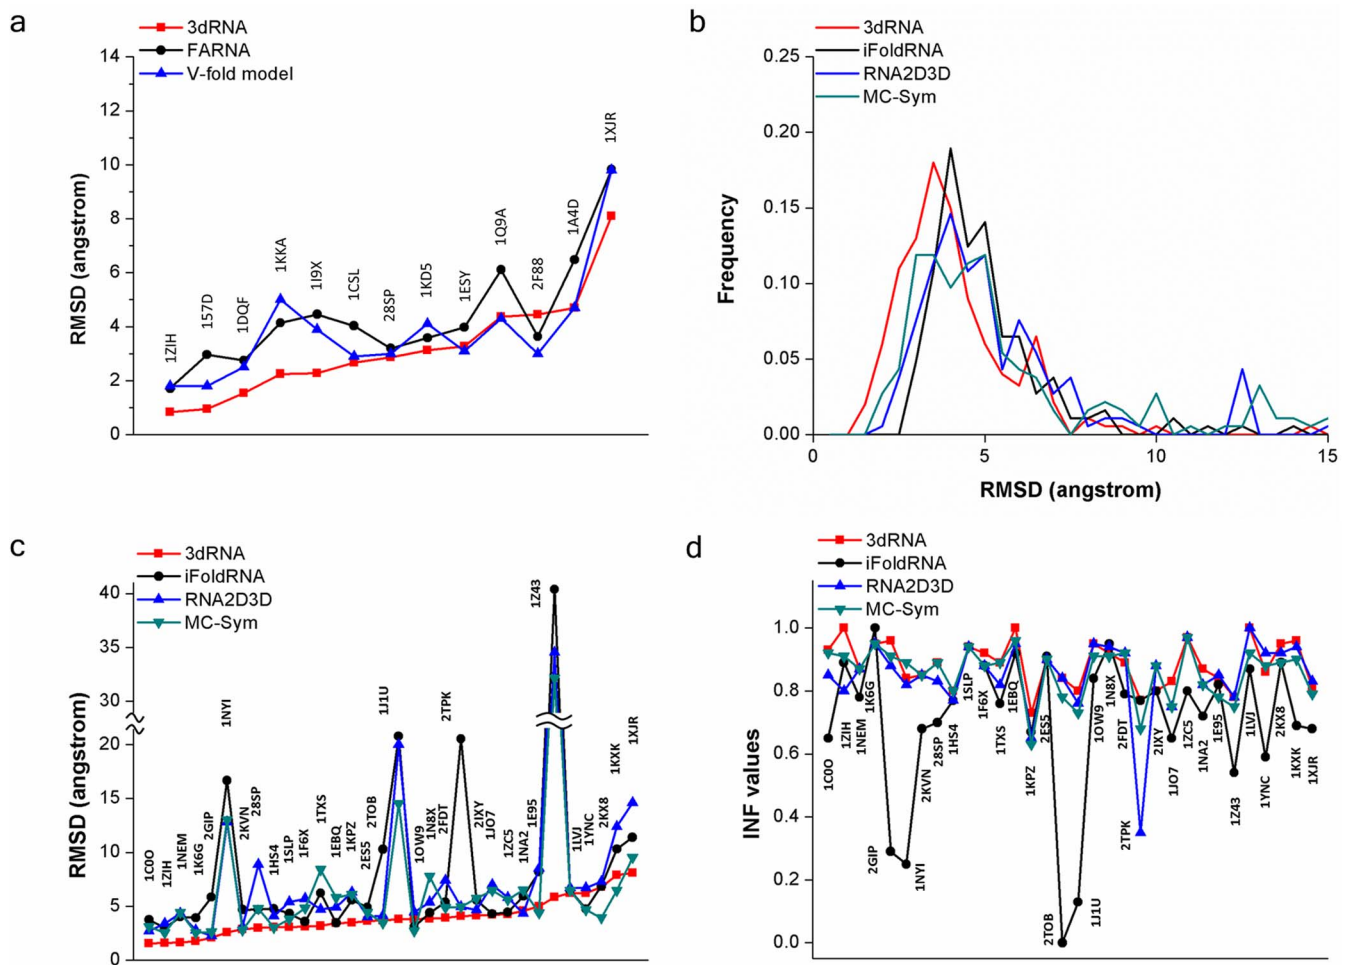 a
3dRNA
FARNA
V-fold model
14
12
10
8
6
4
2
0
RMSD (angstrom)
1ZIH
157D
1DQF
1KKA
1I9X
1CSL
28SP
1KD5
1ESY
1Q9A
2F88
1A4D
1XJR
b
3dRNA
iFoldRNA
RNA2D3D
MC-Sym
0.25
0.20
0.15
0.10
0.05
0.00
Frequency
0
5
10
15
RMSD (angstrom)
c
3dRNA
iFoldRNA
RNA2D3D
MC-Sym
40
35
30
20
15
10
5
0
RMSD (angstrom)
1C0O
1ZIH
1NEM
1K6G
2GIP
1NYI
2KVN
28SP
1HS4
1SLP
1F6X
1TXS
1EBQ
1KPZ
2ES5
2TOB
1J1U
1OW9
1N8X
2FDT
2TPK
2IXY
1JO7
1ZC5
1NA2
1E95
1Z43
1LVJ
1YNC
2KX8
1KXK
1XJR
d
3dRNA
iFoldRNA
RNA2D3D
MC-Sym
1.0
0.8
0.6
0.4
0.2
0.0
INF values
1C0O
1ZIH
1NEM
1K6G
2GIP
1NYI
2KVN
28SP
1HS4
1SLP
1F6X
1TXS
1EBQ
1KPZ
2ES5
2TOB
1J1U
1OW9
1N8X
2FDT
2TPK
2IXY
1JO7
1ZC5
1NA2
1E95
1Z43
1LVJ
1YNC
2KX8
1KXK
1XJR